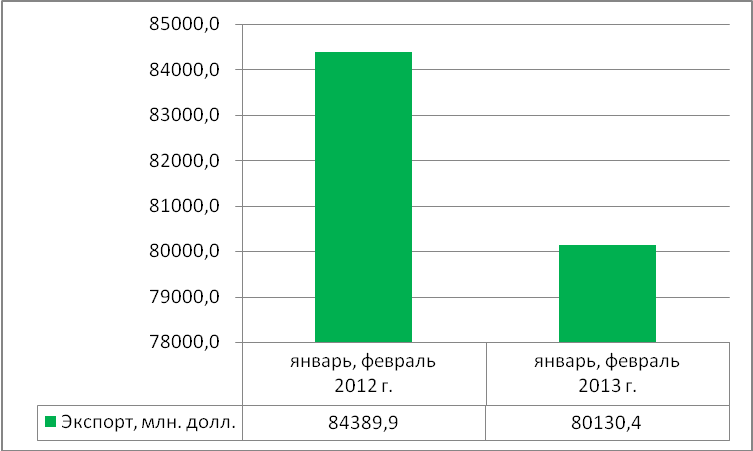 85000,0
84000,0
83000,0
82000,0
81000,0
80000,0
79000,0
78000,0
январь, февраль
2012 г.
январь, февраль
2013 г.
Экспорт, млн. долл.
84389,9
80130,4